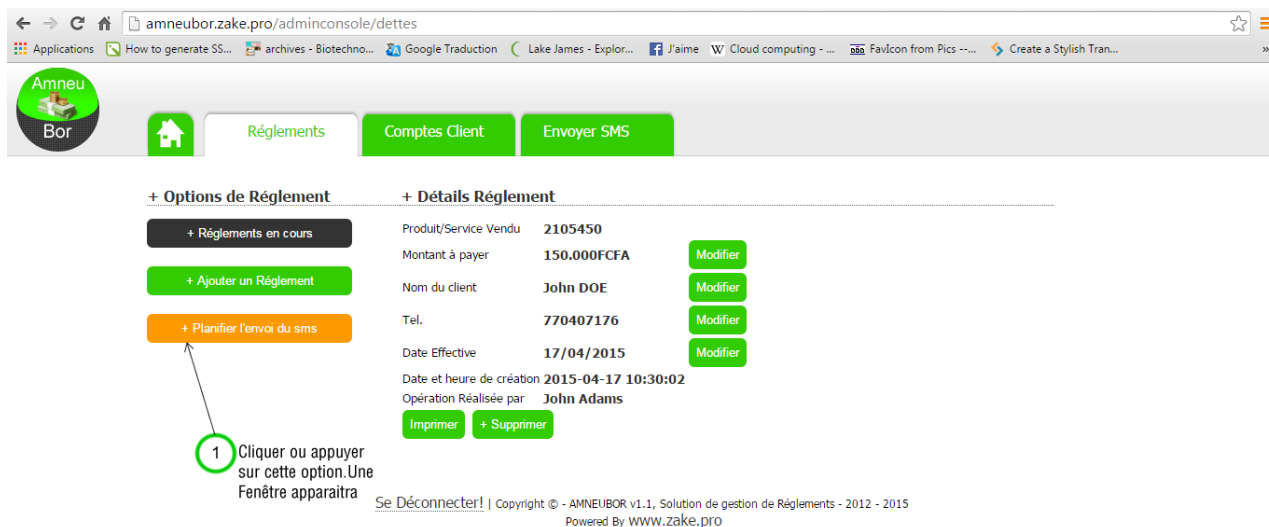 amneubor.zake.pro/adminconsole/dettes
Applications How to generate SS... archives - Biotechno... Google Traduction Lake James - Explor... J'aime Cloud computing - ... FavIcon from Pics --... Create a Stylish Tran... »
Amneu
Bor
Réglements Comptes Client Envoyer SMS
+ Options de Réglement
+ Réglements en cours
+ Ajouter un Réglement
+ Planifier l'envoi du sms
+ Détails Réglement
Produit/Service Vendu 2105450
Montant à payer 150.000FCFA Modifier
Nom du client John DOE Modifier
Tel. 770407176 Modifier
Date Effective 17/04/2015 Modifier
Date et heure de création 2015-04-17 10:30:02
Opération Réalisée par John Adams
Imprimer + Supprimer
1 Cliquer ou appuyer
sur cette option.Une
Fenêtre apparaitra
Se Déconnecter! | Copyright © - AMNEUBOR v1.1, Solution de gestion de Réglements - 2012 - 2015
Powered By www.zake.pro